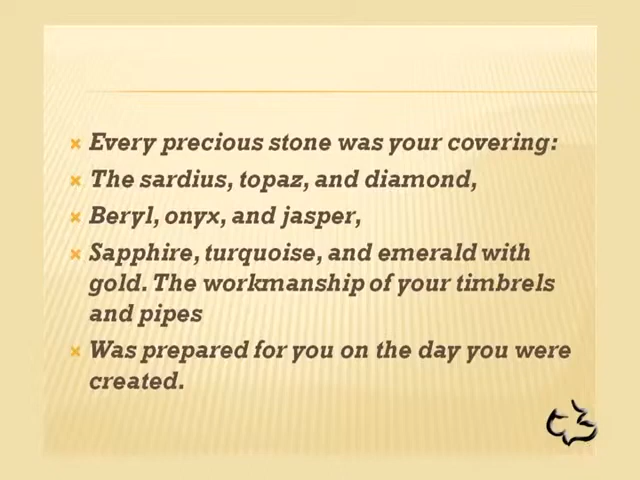 Every precious stone was your covering:
The sardius, topaz, and diamond,
Beryl, onyx, and jasper,
Sapphire, turquoise, and emerald with
gold. The workmanship of your timbrels
and pipes
Was prepared for you on the day you were
created.